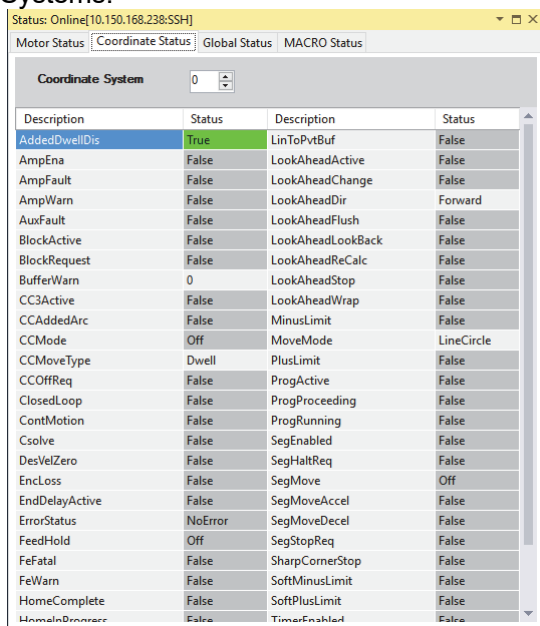 Systems.
Status: Online[10.150.168.238:SSH]
Motor Status Coordinate Status Global Status MACRO Status
Coordinate System 0
Description Status Description Status
AddedDwellDis True LinToPvtBuf False
AmpEna False LookAheadActive False
AmpFault False LookAheadChange False
AmpWarn False LookAheadDir Forward
AuxFault False LookAheadFlush False
BlockActive False LookAheadLookBack False
BlockRequest False LookAheadReCalc False
BufferWarn 0 LookAheadStop False
CC3Active False LookAheadWrap False
CCAddedArc False MinusLimit False
CCMode Off MoveMode LineCircle
CCMoveType Dwell PlusLimit False
CCOffReq False ProgActive False
ClosedLoop False ProgProceeding False
ContMotion False ProgRunning False
Csolve False SegEnabled False
DesVelZero False SegHaltReq False
EncLoss False SegMove Off
EndDelayActive False SegMoveAccel False
ErrorStatus NoError SegMoveDecel False
FeedHold Off SegStopReq False
FeFatal False SharpCornerStop False
FeWarn False SoftMinusLimit False
HomeComplete False SoftPlusLimit False
HomeInProgress False TimerEnabled False